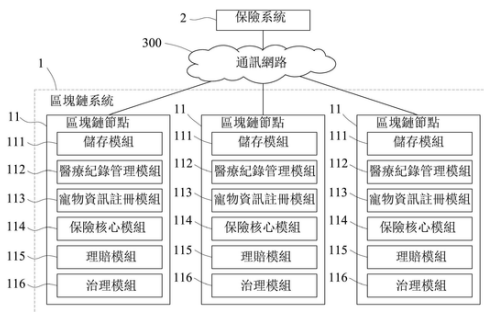 2
保險系統
300
通訊網路
1
區塊鏈系統
11
區塊鏈節點
111
儲存模組
112
醫療紀錄管理模組
113
寵物資訊註冊模組
114
保險核心模組
115
理賠模組
116
治理模組
11
區塊鏈節點
111
儲存模組
112
醫療紀錄管理模組
113
寵物資訊註冊模組
114
保險核心模組
115
理賠模組
116
治理模組
11
區塊鏈節點
111
儲存模組
112
醫療紀錄管理模組
113
寵物資訊註冊模組
114
保險核心模組
115
理賠模組
116
治理模組